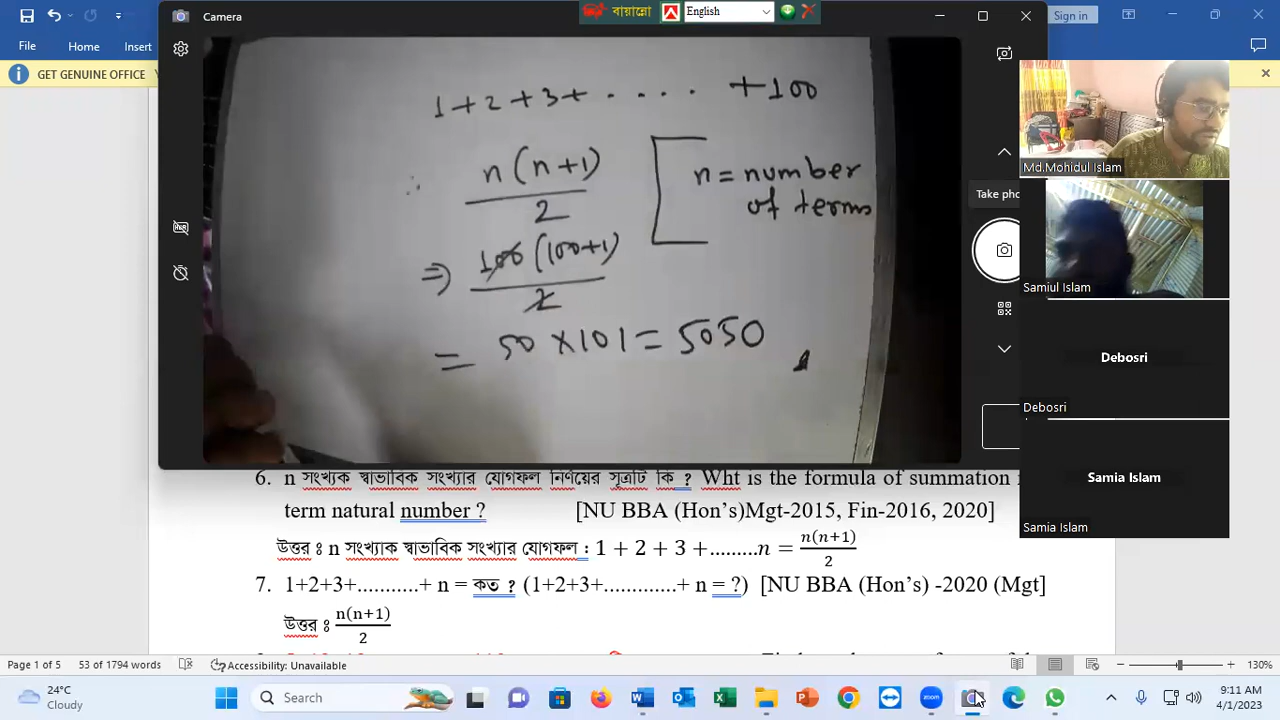 Camera
বায়ান্নো
English
Sign in
File
Home
Insert
GET GENUINE OFFICE
1+2+3+ . . . . +100
n(n+1)
2
n = number
of terms
⇒ 100(100+1)
2
= 50 X 101 = 5050
Take pho
Md.Mohidul Islam
Samiul Islam
Debosri
Debosri
Samia Islam
Samia Islam
6. n সংখ্যক স্বাভাবিক সংখ্যার যোগফল নির্ণয়ের সূত্রটি কি ? Wht is the formula of summation
term natural number ? [NU BBA (Hon's)Mgt-2015, Fin-2016, 2020]
উত্তর ঃ n সংখ্যাক স্বাভাবিক সংখ্যার যোগফল : 1 + 2 + 3 +.........n = n(n+1)
2
7. 1+2+3+...........+ n = কত ? (1+2+3+.............+ n = ?) [NU BBA (Hon's) -2020 (Mgt]
উত্তর ঃ n(n+1)
2
Page 1 of 5 53 of 1794 words Accessibility: Unavailable 130%
24°C
Cloudy
Search
zoom
9:11 AM
4/1/2023